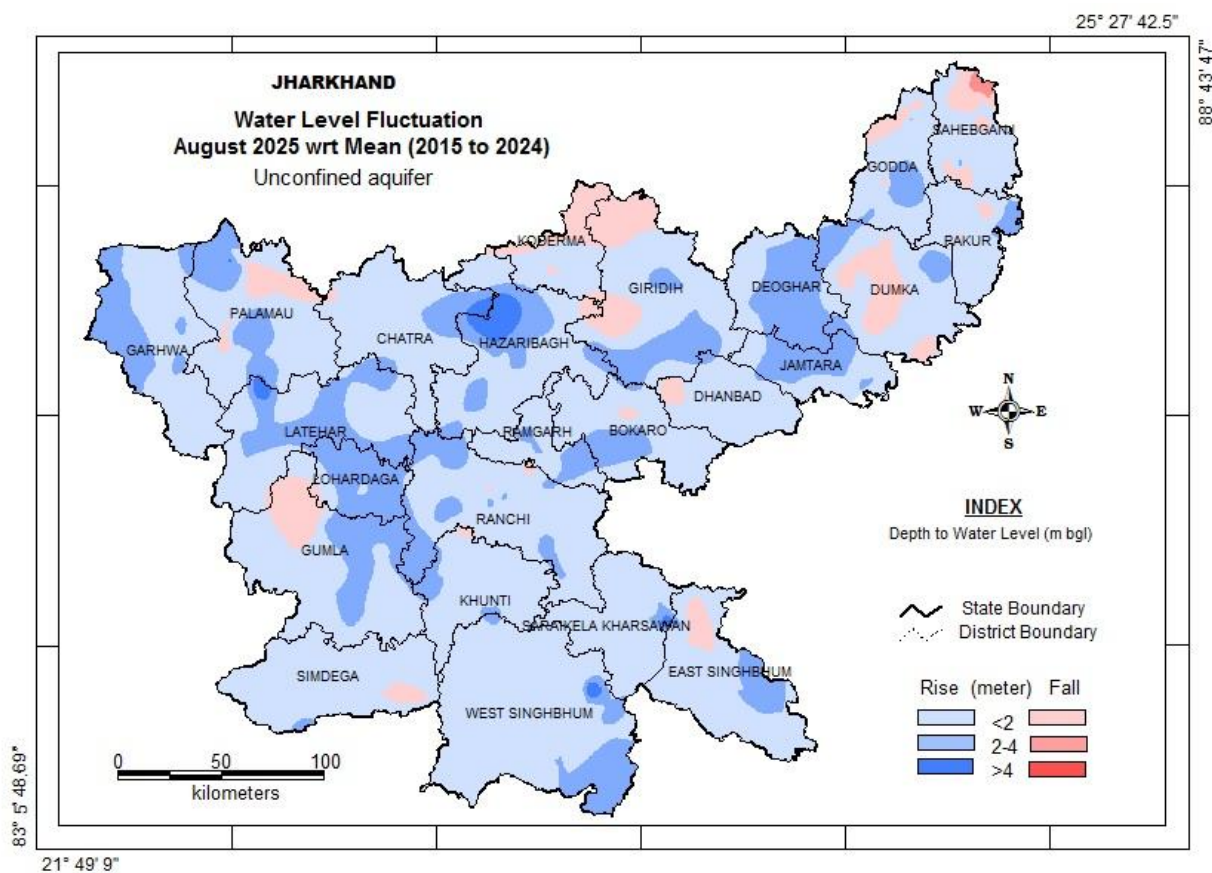 25° 27' 42.5"
88° 43' 47"
JHARKHAND
Water Level Fluctuation
August 2025 wrt Mean (2015 to 2024)
Unconfined aquifer
SAHEBGANJ
GODDA
PAKUR
KODERMA
GIRIDIH
DEOGHAR
DUMKA
PALAMAU
GARHWA
CHATRA
HAZARIBAGH
JAMTARA
DHANBAD
LATEHAR
RAMGARH
BOKARO
LOHARDAGA
RANCHI
GUMLA
KHUNTI
SARAIKELA KHARSAWAN
EAST SINGHBHUM
SIMDEGA
WEST SINGHBHUM
N
W E
S
INDEX
Depth to Water Level (m bgl)
State Boundary
District Boundary
Rise (meter) Fall
<2
2-4
>4
0 50 100
kilometers
83° 5' 48.69"
21° 49' 9"